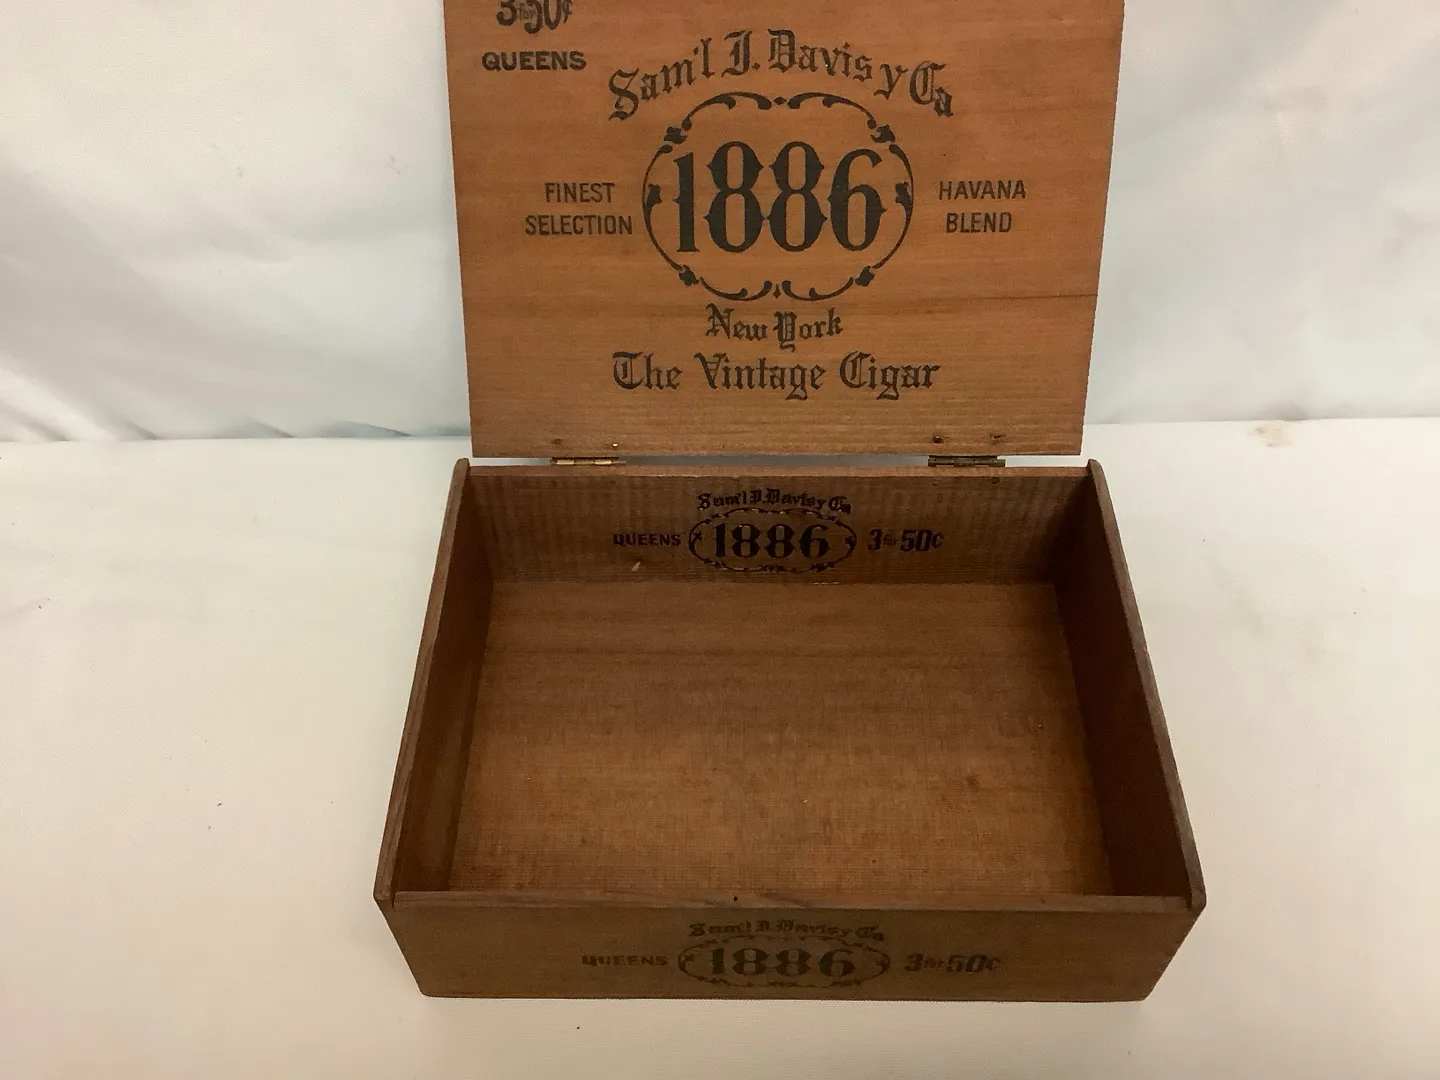 3 for 50¢
QUEENS
Sam'l I. Davis y Ca
1886
FINEST
SELECTION
HAVANA
BLEND
New York
The Vintage Cigar
Sam'l I. Davis y Ca
QUEENS 1886 3 for 50¢
Sam'l I. Davis y Ca
QUEENS 1886 3 for 50¢